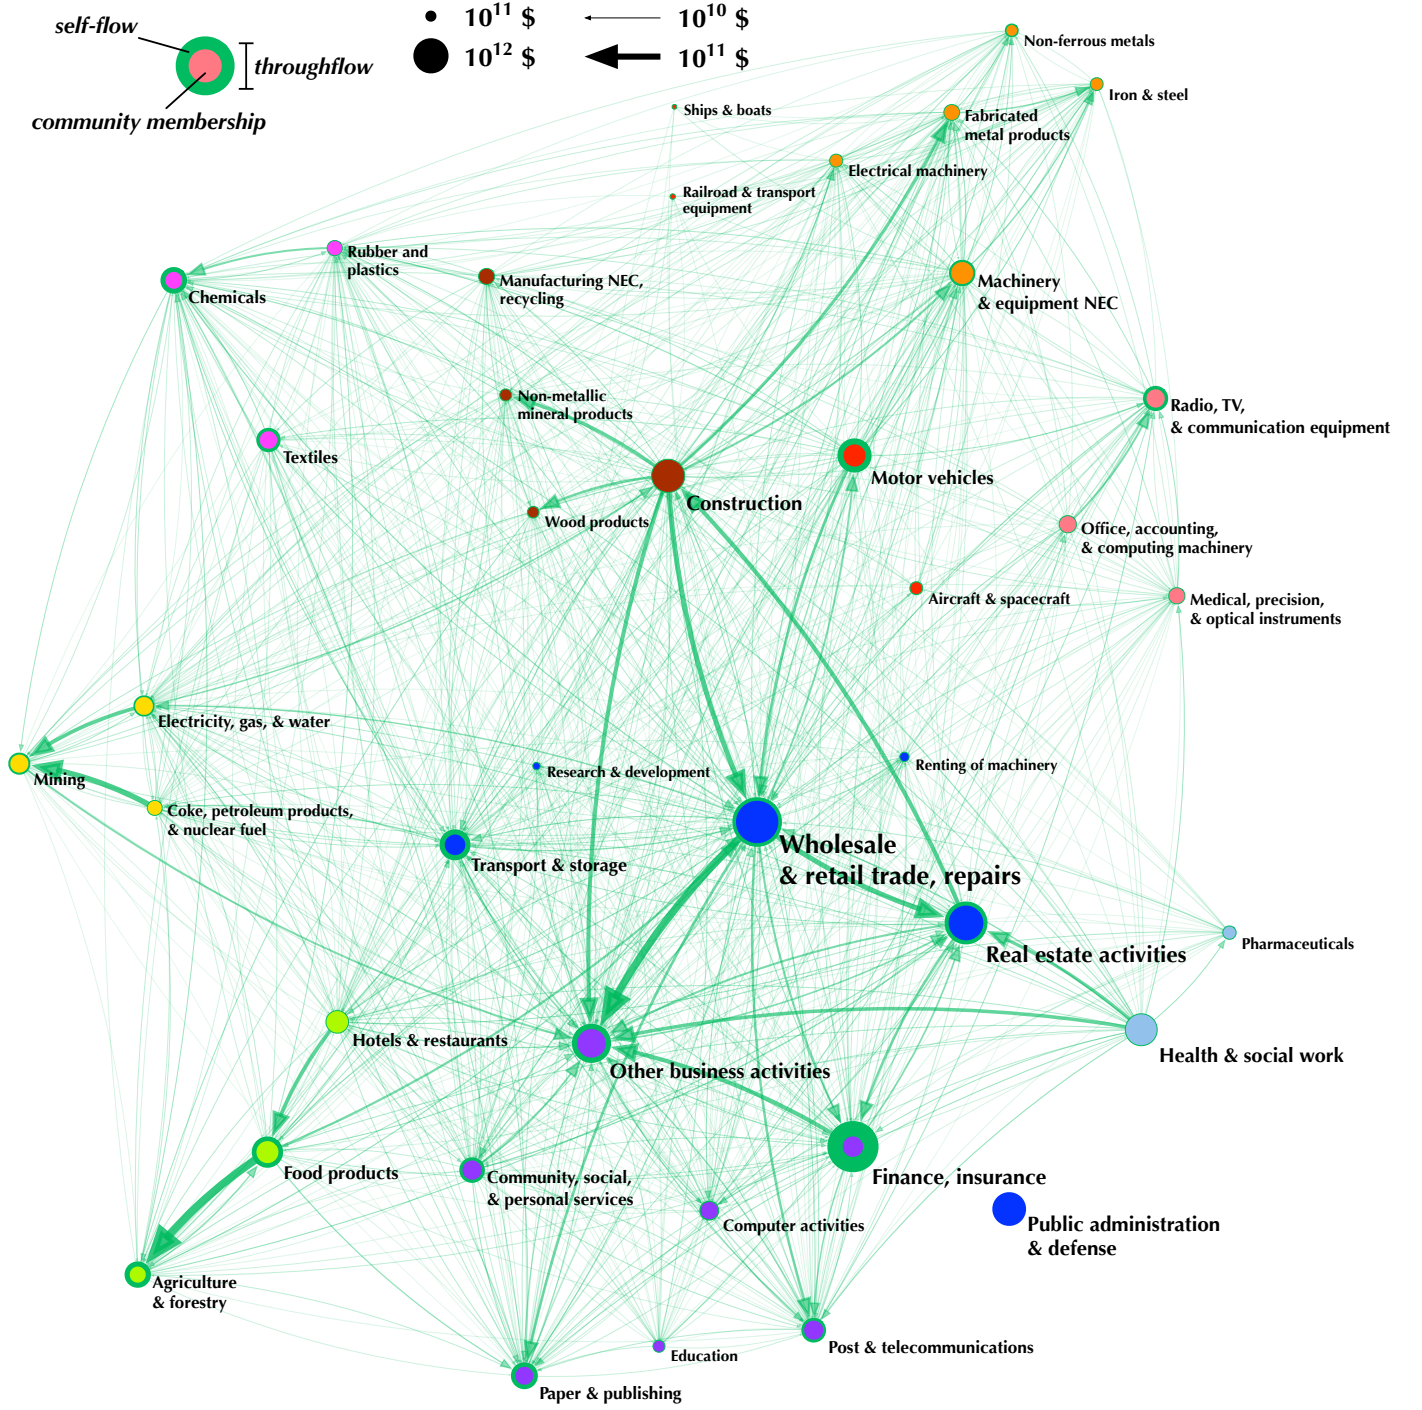 self-flow
throughflow
community membership
10¹¹ $
10¹² $
10¹⁰ $
10¹¹ $
Non-ferrous metals
Iron & steel
Ships & boats
Fabricated
metal products
Electrical machinery
Railroad & transport
equipment
Rubber and
plastics
Chemicals
Manufacturing NEC,
recycling
Machinery
& equipment NEC
Non-metallic
mineral products
Radio, TV,
& communication equipment
Textiles
Motor vehicles
Construction
Wood products
Office, accounting,
& computing machinery
Aircraft & spacecraft
Medical, precision,
& optical instruments
Electricity, gas, & water
Mining
Research & development
Renting of machinery
Coke, petroleum products,
& nuclear fuel
Transport & storage
Wholesale
& retail trade, repairs
Pharmaceuticals
Real estate activities
Hotels & restaurants
Health & social work
Other business activities
Food products
Community, social,
& personal services
Finance, insurance
Computer activities
Public administration
& defense
Agriculture
& forestry
Post & telecommunications
Education
Paper & publishing